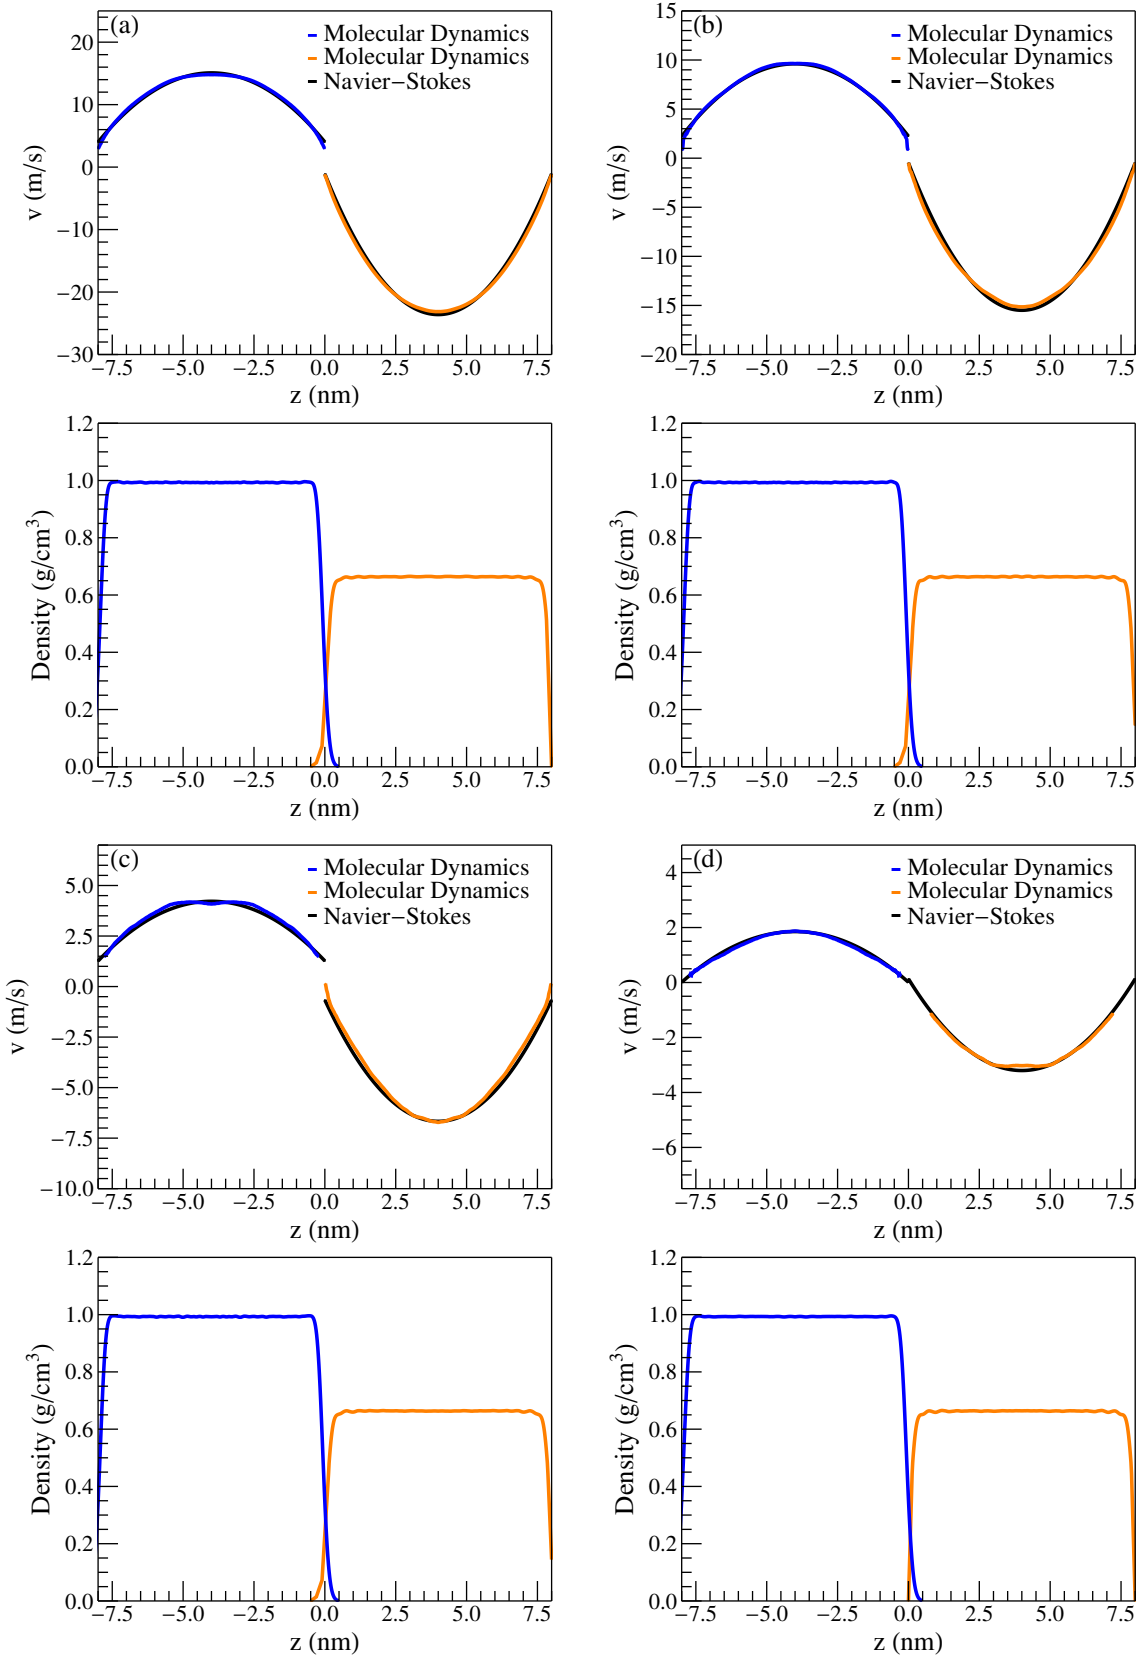 (a)
Molecular Dynamics
Molecular Dynamics
Navier−Stokes
20
10
0
−10
−20
−30
v (m/s)
−7.5 −5.0 −2.5 0.0 2.5 5.0 7.5
z (nm)
(b)
Molecular Dynamics
Molecular Dynamics
Navier−Stokes
15
10
5
0
−5
−10
−15
−20
v (m/s)
−7.5 −5.0 −2.5 0.0 2.5 5.0 7.5
z (nm)
1.2
1.0
0.8
0.6
0.4
0.2
0.0
Density (g/cm³)
−7.5 −5.0 −2.5 0.0 2.5 5.0 7.5
z (nm)
1.2
1.0
0.8
0.6
0.4
0.2
0.0
Density (g/cm³)
−7.5 −5.0 −2.5 0.0 2.5 5.0 7.5
z (nm)
(c)
Molecular Dynamics
Molecular Dynamics
Navier−Stokes
5.0
2.5
0.0
−2.5
−5.0
−7.5
−10.0
v (m/s)
−7.5 −5.0 −2.5 0.0 2.5 5.0 7.5
z (nm)
(d)
Molecular Dynamics
Molecular Dynamics
Navier−Stokes
4
2
0
−2
−4
−6
v (m/s)
−7.5 −5.0 −2.5 0.0 2.5 5.0 7.5
z (nm)
1.2
1.0
0.8
0.6
0.4
0.2
0.0
Density (g/cm³)
−7.5 −5.0 −2.5 0.0 2.5 5.0 7.5
z (nm)
1.2
1.0
0.8
0.6
0.4
0.2
0.0
Density (g/cm³)
−7.5 −5.0 −2.5 0.0 2.5 5.0 7.5
z (nm)